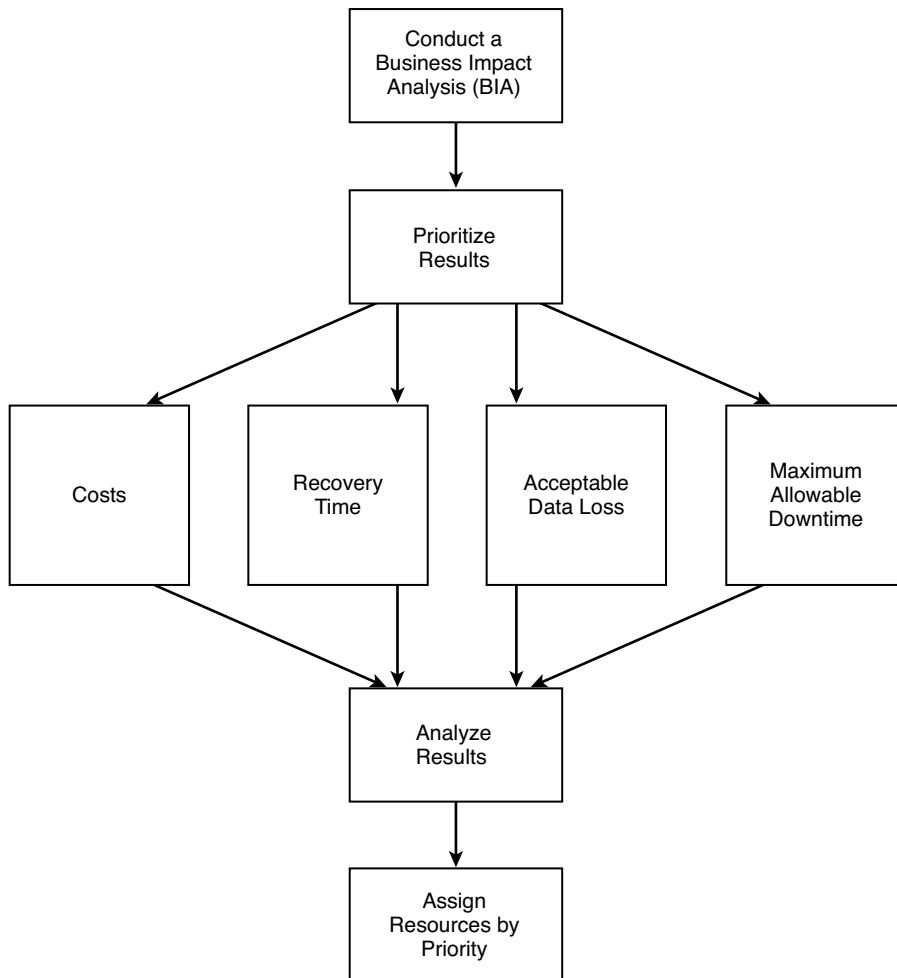 Conduct a
Business Impact
Analysis (BIA)
Prioritize
Results
Costs
Recovery
Time
Acceptable
Data Loss
Maximum
Allowable
Downtime
Analyze
Results
Assign
Resources by
Priority